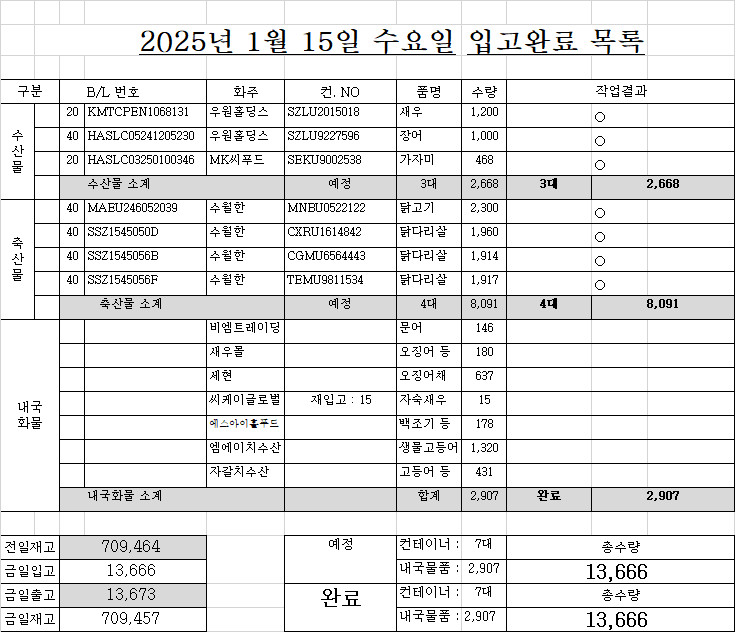 2025년 1월 15일 수요일 입고완료 목록
구분 B/L 번호 화주 컨. NO 품명 수량 작업결과
수산물
20 KMTCPEN1068131 우원홀딩스 SZLU2015018 새우 1,200 ○
40 HASLC05241205230 우원홀딩스 SZLU9227596 장어 1,000 ○
20 HASLC03250100346 MK씨푸드 SEKU9002538 가자미 468 ○
수산물 소계 예정 3대 2,668 3대 2,668
축산물
40 MAEU246052039 수월한 MNBU0522122 닭고기 2,300 ○
40 SSZ1545050D 수월한 CXRU1614842 닭다리살 1,960 ○
40 SSZ1545056B 수월한 CGMU6564443 닭다리살 1,914 ○
40 SSZ1545056F 수월한 TEMU9811534 닭다리살 1,917 ○
축산물 소계 예정 4대 8,091 4대 8,091
내국화물
비엠트레이딩 문어 146
새우몰 오징어 등 180
세현 오징어채 637
씨케이글로벌 재입고 : 15 자숙새우 15
에스아이홀푸드 백조기 등 178
엠에이치수산 생물고등어 1,320
자갈치수산 고등어 등 431
내국화물 소계 합계 2,907 완료 2,907
전일재고 709,464 예정 컨테이너 : 7대 총수량
금일입고 13,666 내국물품 : 2,907 13,666
금일출고 13,673 완료 컨테이너 : 7대 총수량
금일재고 709,457 내국물품 : 2,907 13,666